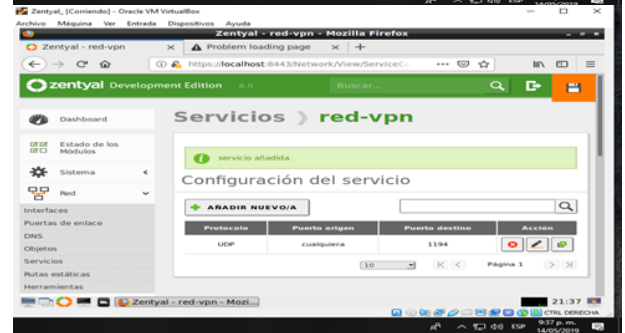 14/05/2019
Zentyal_ [Corriendo] - Oracle VM VirtualBox
Archivo Máquina Ver Entrada Dispositivos Ayuda
Zentyal - red-vpn - Mozilla Firefox
Zentyal - red-vpn
Problem loading page
https://localhost:8443/Network/View/ServiceCo
zentyal Development Edition 6.0
Buscar...
Servicios red-vpn
Dashboard
Estado de los Módulos
Sistema
Red
Interfaces
Puertas de enlace
DNS
Objetos
Servicios
Rutas estáticas
Herramientas
servicio añadida
Configuración del servicio
AÑADIR NUEVO/A
Protocolo Puerto origen Puerto destino Acción
UDP cualquiera 1194
10 Página 1
Zentyal - red-vpn - Mozi...
21:37
CTRL DERECHA
ESP
9:37 p. m.
14/05/2019